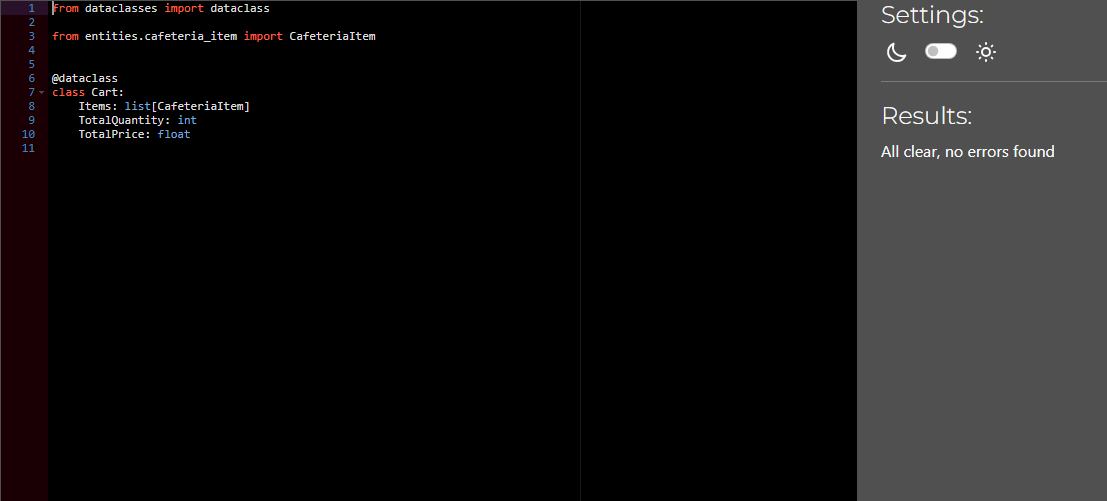 1 from dataclasses import dataclass
2
3 from entities.cafeteria_item import CafeteriaItem
4
5
6 @dataclass
7 class Cart:
8     Items: list[CafeteriaItem]
9     TotalQuantity: int
10     TotalPrice: float
11
Settings:
Results:
All clear, no errors found